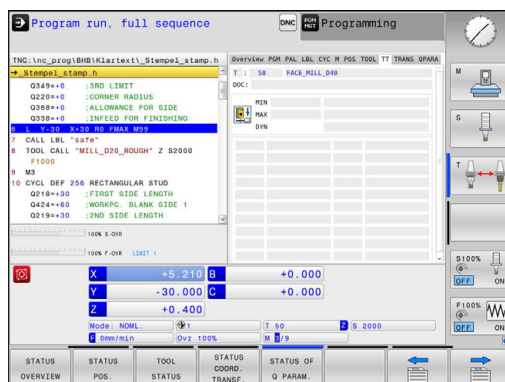 Program run, full sequence
DNC
PGM MGT
Programming
TNC:\nc_prog\BHB\Klartext\_Stempel_stamp.h
→_Stempel_stamp.h
Q349=+0 ;3RD LIMIT
Q220=+0 ;CORNER RADIUS
Q368=+0 ;ALLOWANCE FOR SIDE
Q338=+0 ;INFEED FOR FINISHING
6 L Y-30 X+30 R0 FMAX M99
7 CALL LBL "safe"
8 TOOL CALL "MILL_D20_ROUGH" Z S2000
F1000
9 M3
10 CYCL DEF 256 RECTANGULAR STUD
Q218=+30 ;FIRST SIDE LENGTH
Q424=+60 ;WORKPC. BLANK SIDE 1
Q219=+30 ;2ND SIDE LENGTH
Overview PGM PAL LBL CYC M POS TOOL TT TRANS QPARA
T : 50 FACE_MILL_D40
DOC:
MIN
MAX
DYN
100% S-OVR
100% F-OVR LIMIT 1
X +5.210 B +0.000
Y -30.000 C +0.000
Z +0.400
Mode: NOML. 1 T 50 Z S 2000
F 0mm/min Ovr 100% M 3/9
STATUS OVERVIEW
STATUS POS.
TOOL STATUS
STATUS COORD. TRANSF.
STATUS OF Q PARAM.
M
S
T
S100%
OFF ON
F100%
OFF ON